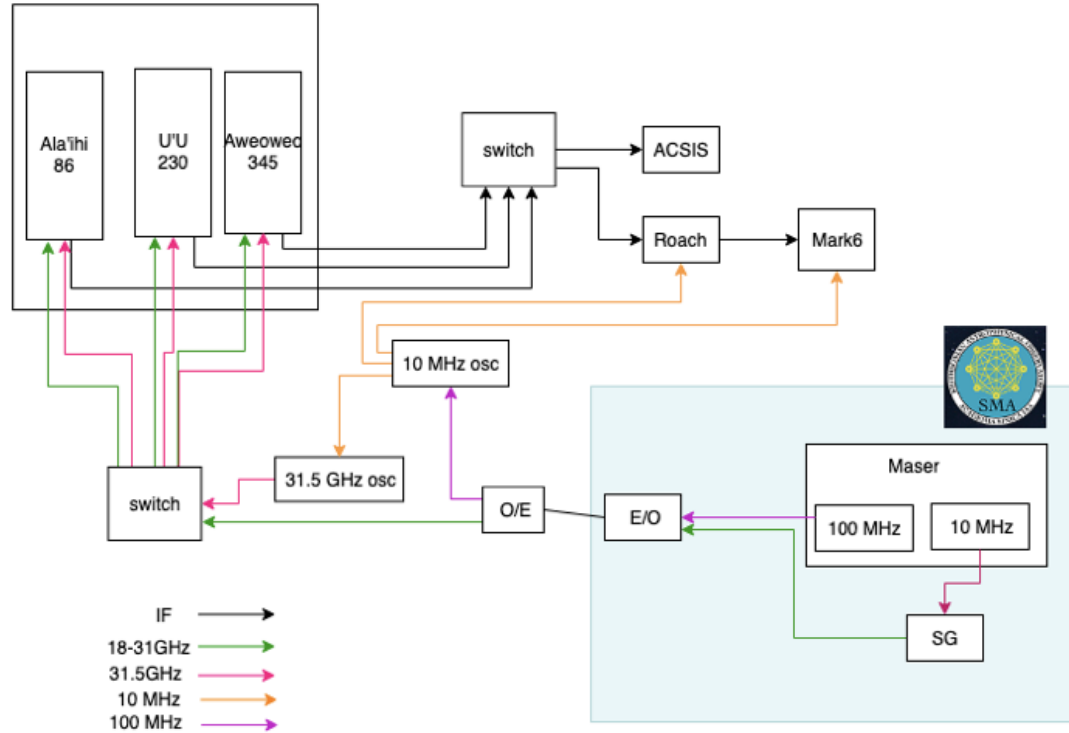 Ala'ihi
86
U'U
230
Aweowec
345
switch
ACSIS
Roach
Mark6
10 MHz osc
31.5 GHz osc
switch
O/E
E/O
SMA
Maser
100 MHz
10 MHz
SG
IF
18-31GHz
31.5GHz
10 MHz
100 MHz